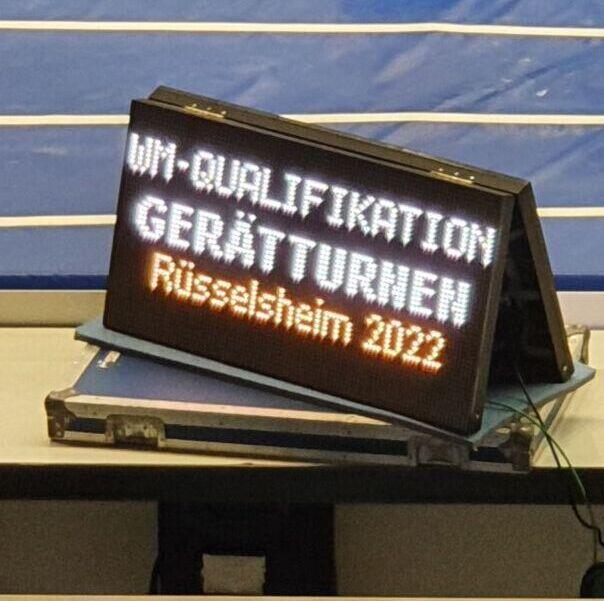 WM-QUALIFIKATION
GERÄTTURNEN
Rüsselsheim 2022